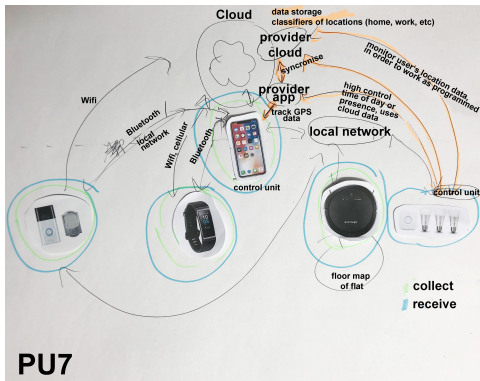 Cloud
data storage
classifiers of locations (home, work, etc)
provider
cloud
syncronise
monitor user's location data
in order to work as programmed
Wifi
provider
app
track GPS
data
high control
time of day or
presence, uses
cloud data
Bluetooth /
local
network
Wifi, cellular
Bluetooth
local network
control unit
control unit
floor map
of flat
collect
receive
PU7